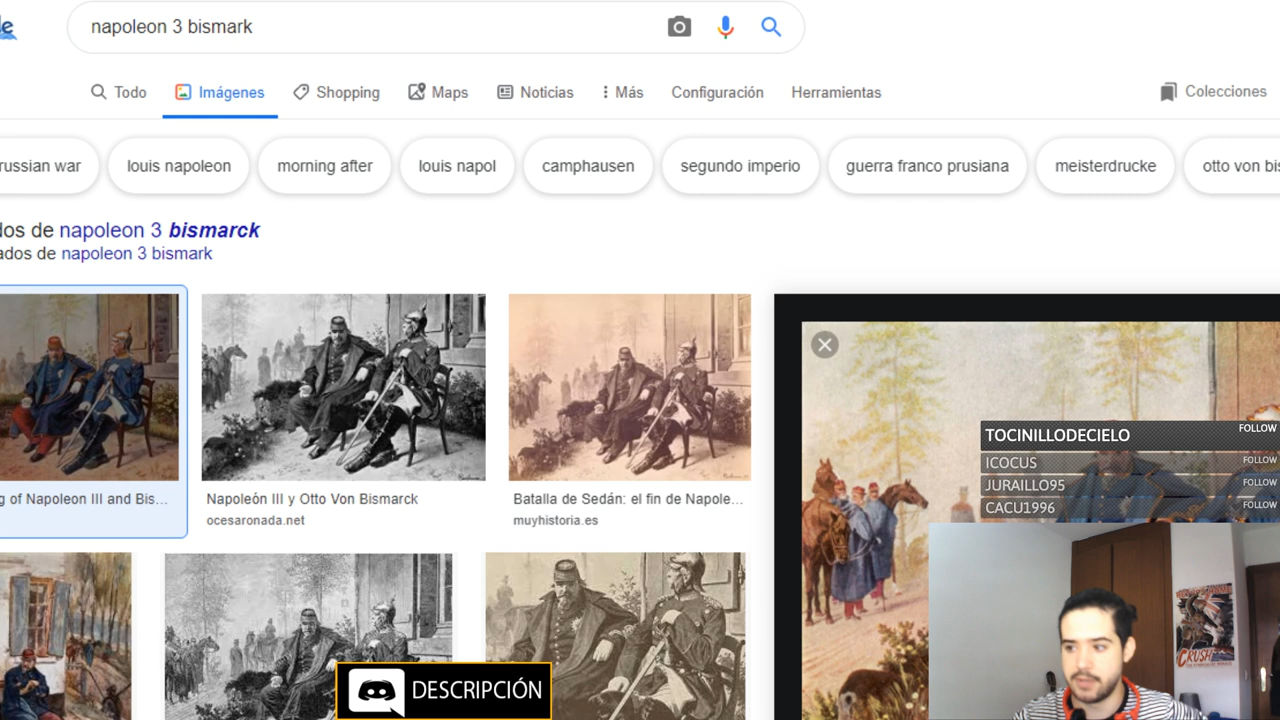 napoleon 3 bismark
Todo Imágenes Shopping Maps Noticias Más Configuración Herramientas Colecciones
russian war louis napoleon morning after louis napol camphausen segundo imperio guerra franco prusiana meisterdrucke otto von bis
dos de napoleon 3 bismarck
ados de napoleon 3 bismark
g of Napoleon III and Bis...
Napoleón III y Otto Von Bismarck
ocesaronada.net
Batalla de Sedán: el fin de Napole...
muyhistoria.es
TOCINILLODECIELO FOLLOW
ICOCUS FOLLOW
JURAILLO95 FOLLOW
CACU1996 FOLLOW
CRUSH
DESCRIPCIÓN